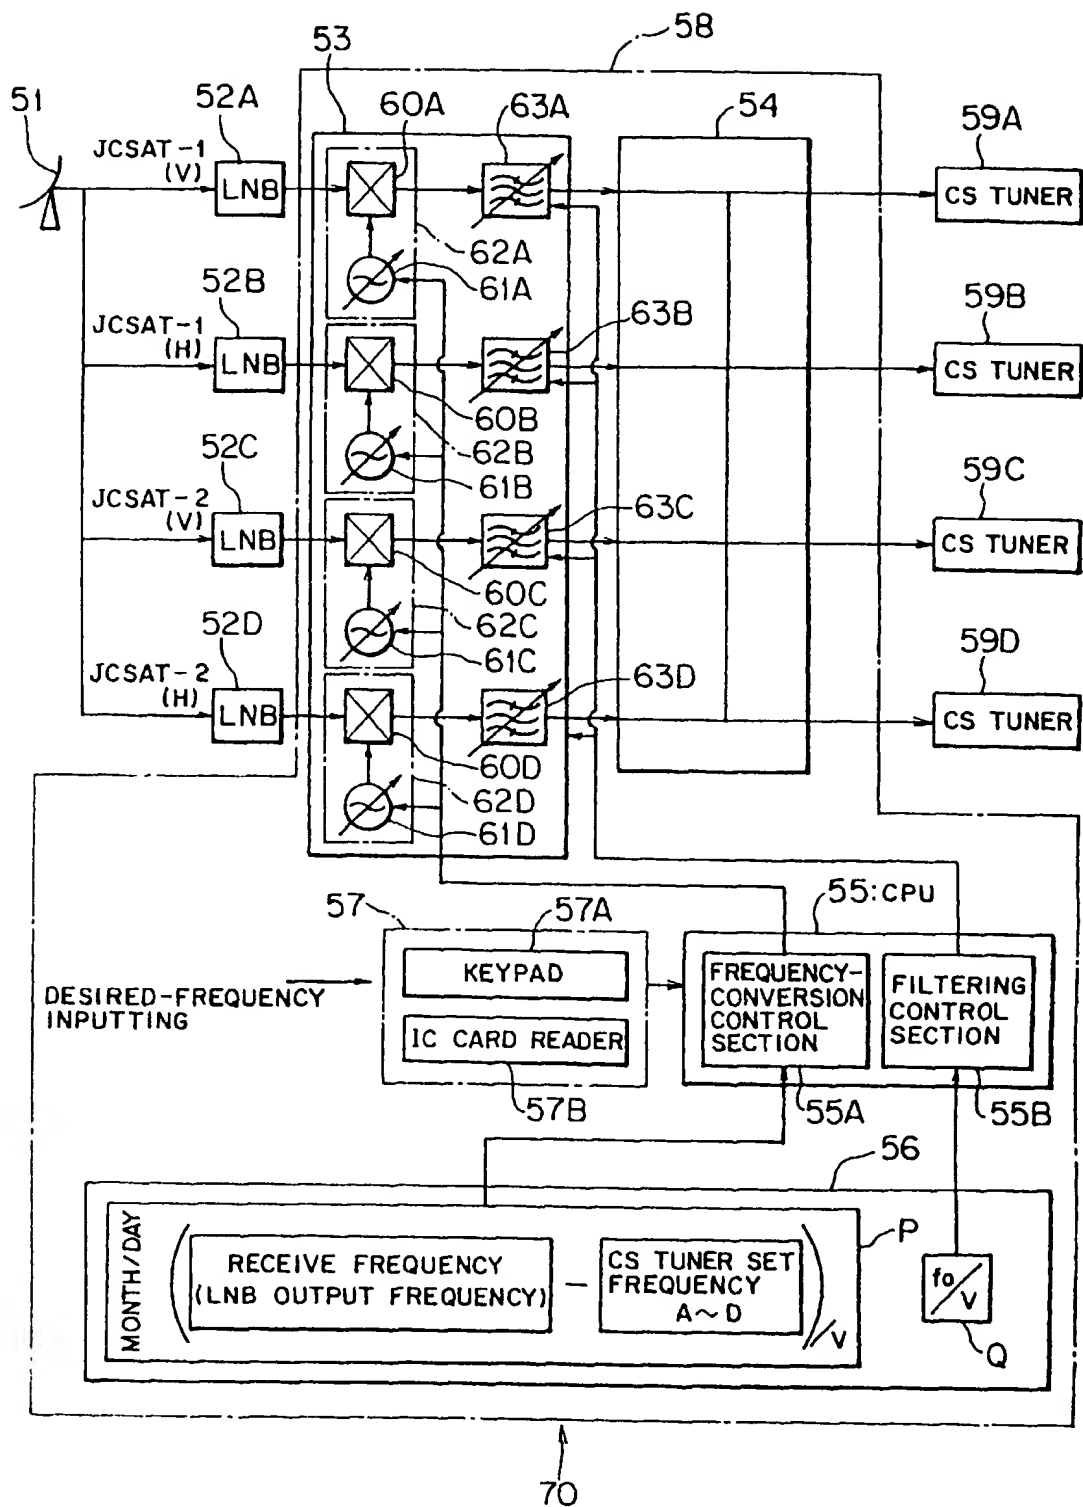 58
53
51
52A
60A
63A
54
59A
JCSAT-1
(V)
LNB
CS TUNER
62A
61A
52B
63B
59B
JCSAT-1
(H)
LNB
CS TUNER
60B
62B
61B
52C
63C
59C
JCSAT-2
(V)
LNB
CS TUNER
60C
62C
61C
52D
63D
59D
JCSAT-2
(H)
LNB
CS TUNER
60D
62D
61D
57
57A
55:CPU
KEYPAD
IC CARD READER
57B
DESIRED-FREQUENCY
INPUTTING
FREQUENCY-
CONVERSION
CONTROL
SECTION
FILTERING
CONTROL
SECTION
55A
55B
56
MONTH/DAY
(
RECEIVE FREQUENCY
(LNB OUTPUT FREQUENCY)
-
CS TUNER SET
FREQUENCY
A~D
)/V
P
fo/V
Q
70